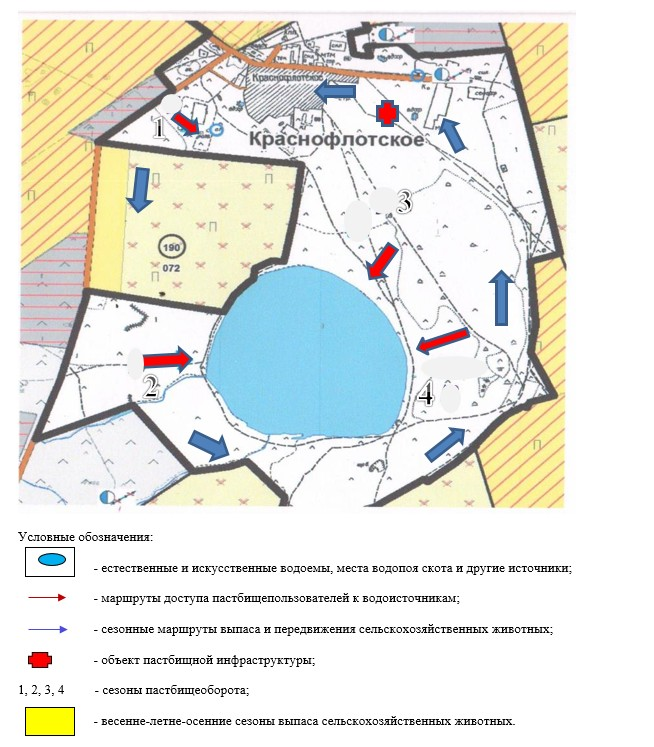 П
Краснофлотское
П
1
Краснофлотское
П
П
3
П
190
072
П
2
4
П
Условные обозначения:
- естественные и искусственные водоемы, места водопоя скота и другие источники;
- маршруты доступа пастбищепользователей к водоисточникам;
- сезонные маршруты выпаса и передвижения сельскохозяйственных животных;
- объект пастбищной инфраструктуры;
1, 2, 3, 4 - сезоны пастбищеоборота;
- весенне-летне-осенние сезоны выпаса сельскохозяйственных животных.